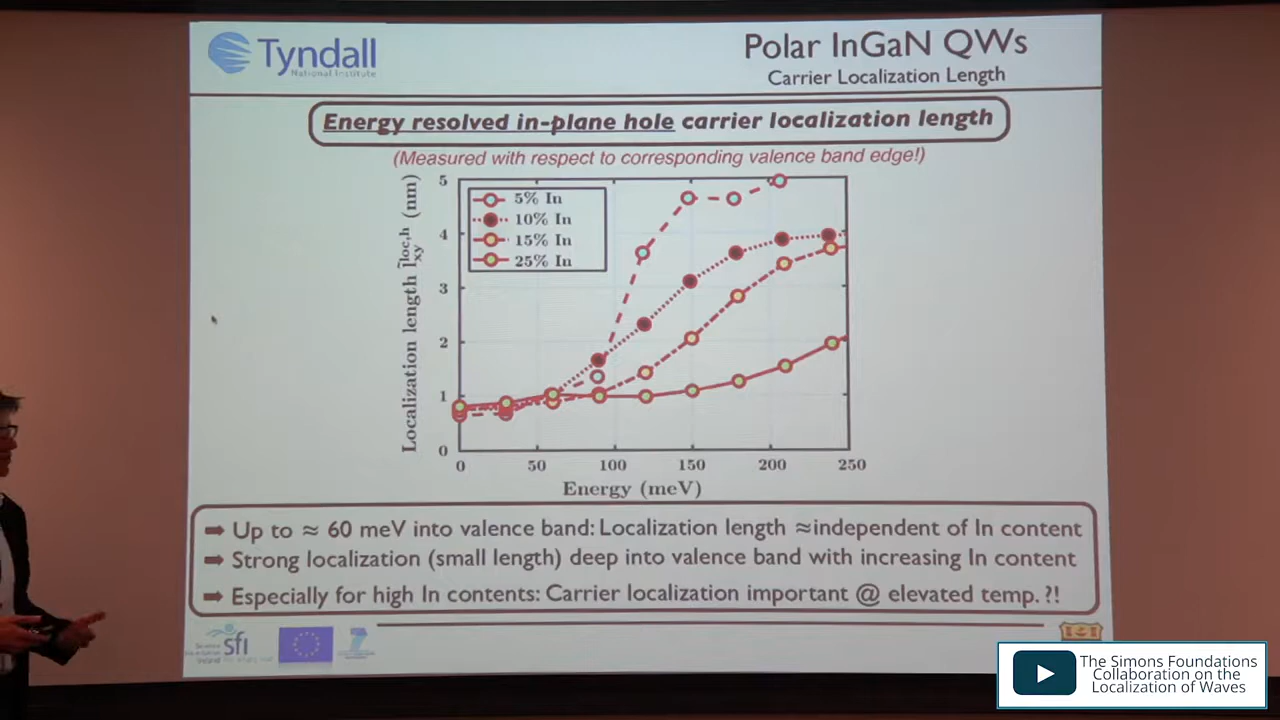 Tyndall
National Institute
Polar InGaN QWs
Carrier Localization Length
Energy resolved in-plane hole carrier localization length
(Measured with respect to corresponding valence band edge!)
Localization length l̄xy^loc,h (nm)
5
4
3
2
1
0
5% In
10% In
15% In
25% In
0 50 100 150 200 250
Energy (meV)
➡ Up to ≈ 60 meV into valence band: Localization length ≈independent of In content
➡ Strong localization (small length) deep into valence band with increasing In content
➡ Especially for high In contents: Carrier localization important @ elevated temp. ?!
sfi
The Simons Foundations
Collaboration on the
Localization of Waves